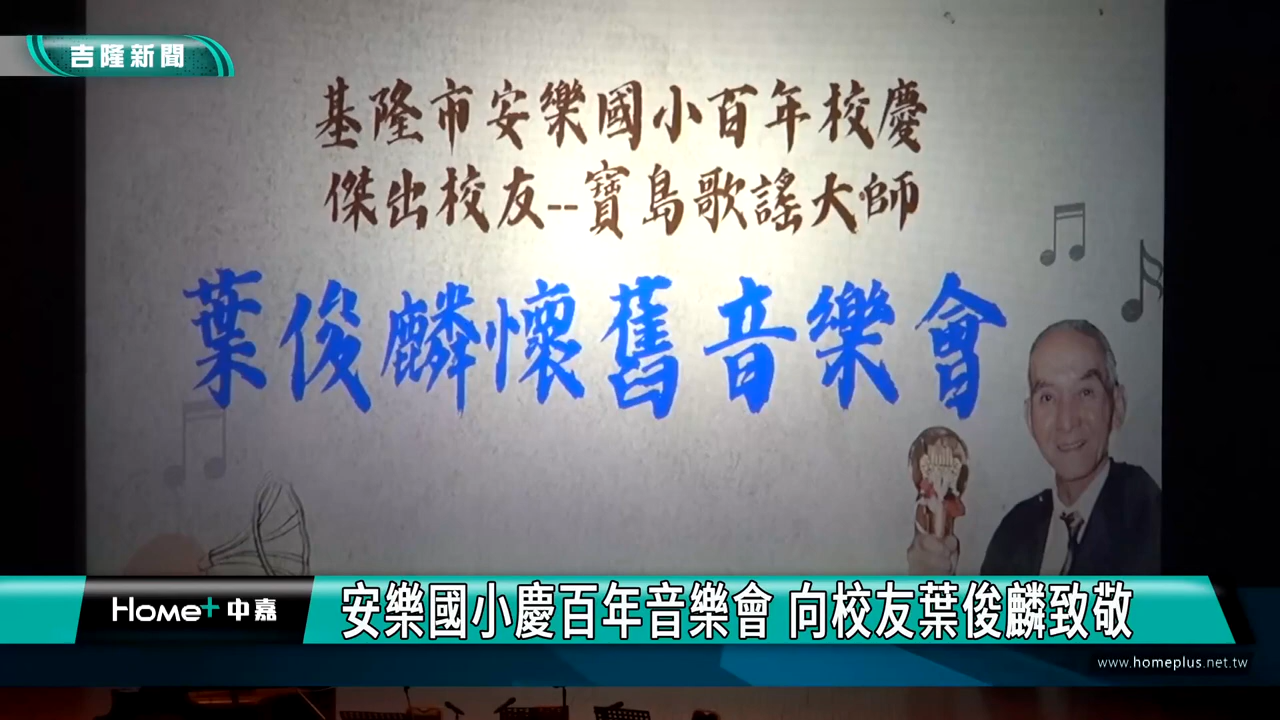 吉隆新聞
基隆市安樂國小百年校慶
傑出校友--寶島歌謠大師
葉俊麟懷舊音樂會
Home+中嘉
安樂國小慶百年音樂會 向校友葉俊麟致敬
www.homeplus.net.tw